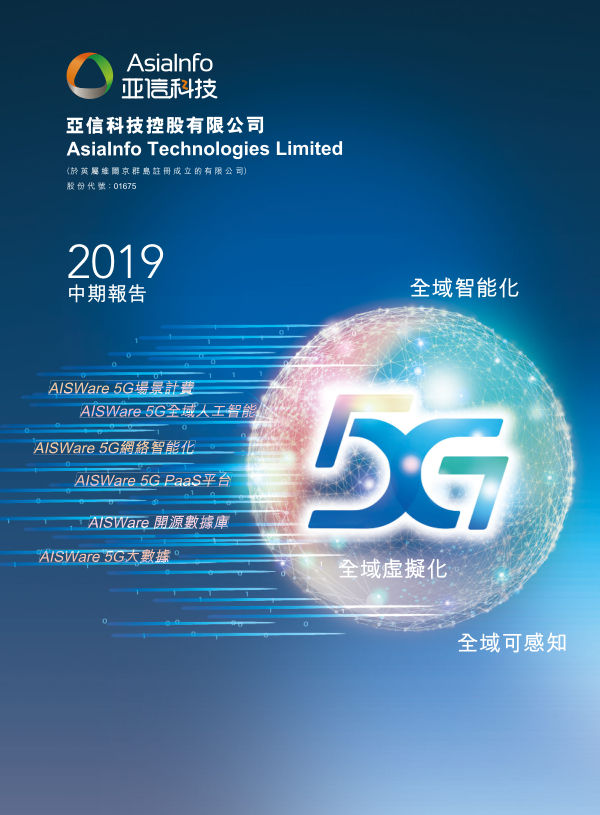 AsiaInfo
亚信科技
亞信科技控股有限公司
AsiaInfo Technologies Limited
(於英屬維爾京群島註冊成立的有限公司)
股份代號：01675
2019
中期報告
全域智能化
AISWare 5G場景計費
AISWare 5G全域人工智能
AISWare 5G網絡智能化
AISWare 5G PaaS平台
AISWare 開源數據庫
AISWare 5G大數據
5G
全域虛擬化
全域可感知